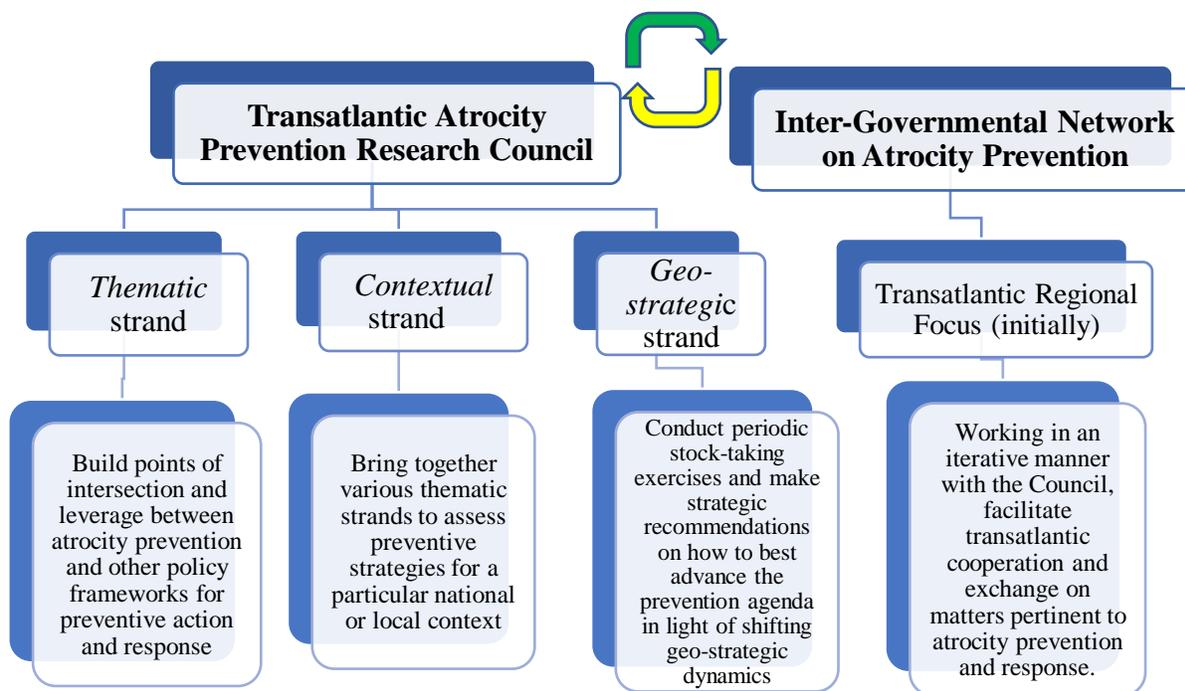 Transatlantic Atrocity
Prevention Research Council
Inter-Governmental Network
on Atrocity Prevention
Thematic
strand
Contextual
strand
Geo-
strategic
strand
Transatlantic Regional
Focus (initially)
Build points of
intersection and
leverage between
atrocity prevention
and other policy
frameworks for
preventive action
and response
Bring together
various thematic
strands to assess
preventive
strategies for a
particular national
or local context
Conduct periodic
stock-taking
exercises and make
strategic
recommendations
on how to best
advance the
prevention agenda
in light of shifting
geo-strategic
dynamics
Working in an
iterative manner
with the Council,
facilitate
transatlantic
cooperation and
exchange on
matters pertinent to
atrocity prevention
and response.